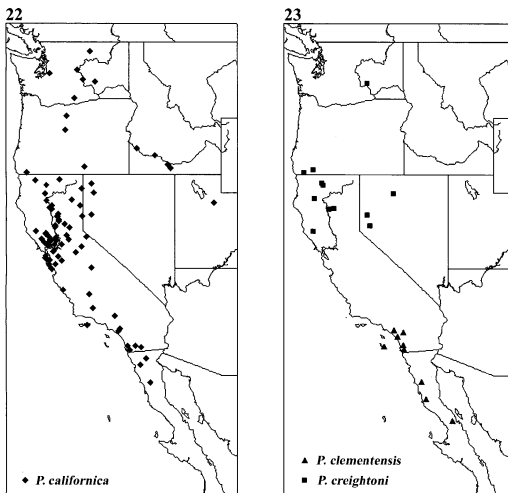 22
P. californica
23
P. clementensis
P. creightoni